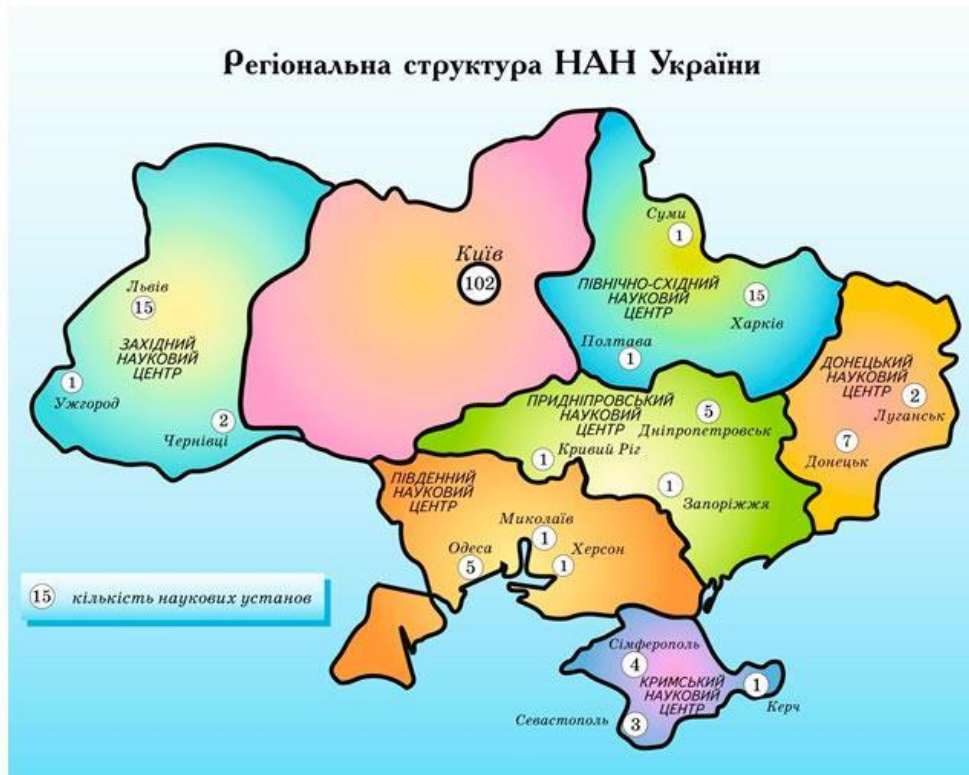 Регіональна структура НАН України
Суми
1
Київ
102
ПІВНІЧНО-СХІДНИЙ
НАУКОВИЙ
ЦЕНТР
15
Харків
Полтава
1
Львів
15
ЗАХІДНИЙ
НАУКОВИЙ
ЦЕНТР
1
Ужгород
2
Чернівці
ДОНЕЦЬКИЙ
НАУКОВИЙ
ЦЕНТР
2
Луганськ
7
Донецьк
ПРИДНІПРОВСЬКИЙ
НАУКОВИЙ
ЦЕНТР
5
Дніпропетровськ
1
Кривий Ріг
1
Запоріжжя
ПІВДЕННИЙ
НАУКОВИЙ
ЦЕНТР
Миколаїв
1
Одеса
5
Херсон
1
15 кількість наукових установ
Сімферополь
4
КРИМСЬКИЙ
НАУКОВИЙ
ЦЕНТР
1
Керч
Севастополь
3